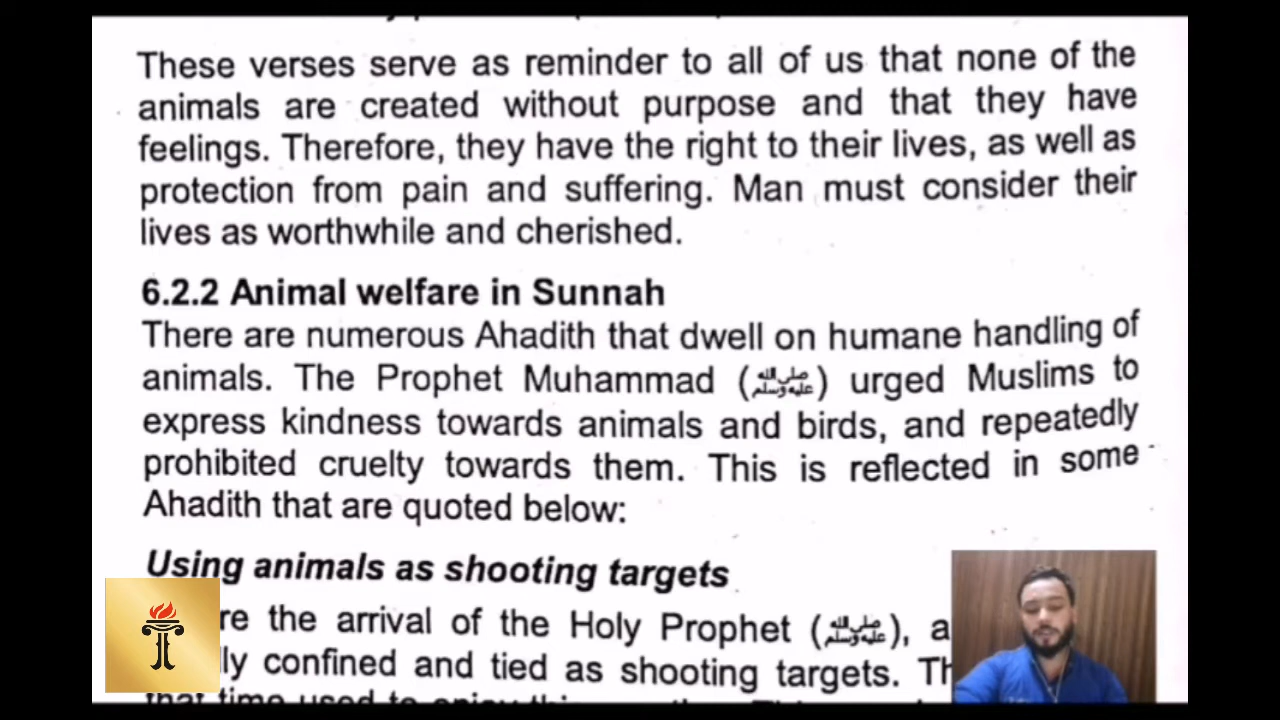 These verses serve as reminder to all of us that none of the
animals are created without purpose and that they have
feelings. Therefore, they have the right to their lives, as well as
protection from pain and suffering. Man must consider their
lives as worthwhile and cherished.
6.2.2 Animal welfare in Sunnah
There are numerous Ahadith that dwell on humane handling of
animals. The Prophet Muhammad (ﷺ) urged Muslims to
express kindness towards animals and birds, and repeatedly
prohibited cruelty towards them. This is reflected in some
Ahadith that are quoted below:
Using animals as shooting targets
re the arrival of the Holy Prophet (ﷺ), a
lly confined and tied as shooting targets. Th
that time used to enjoy this